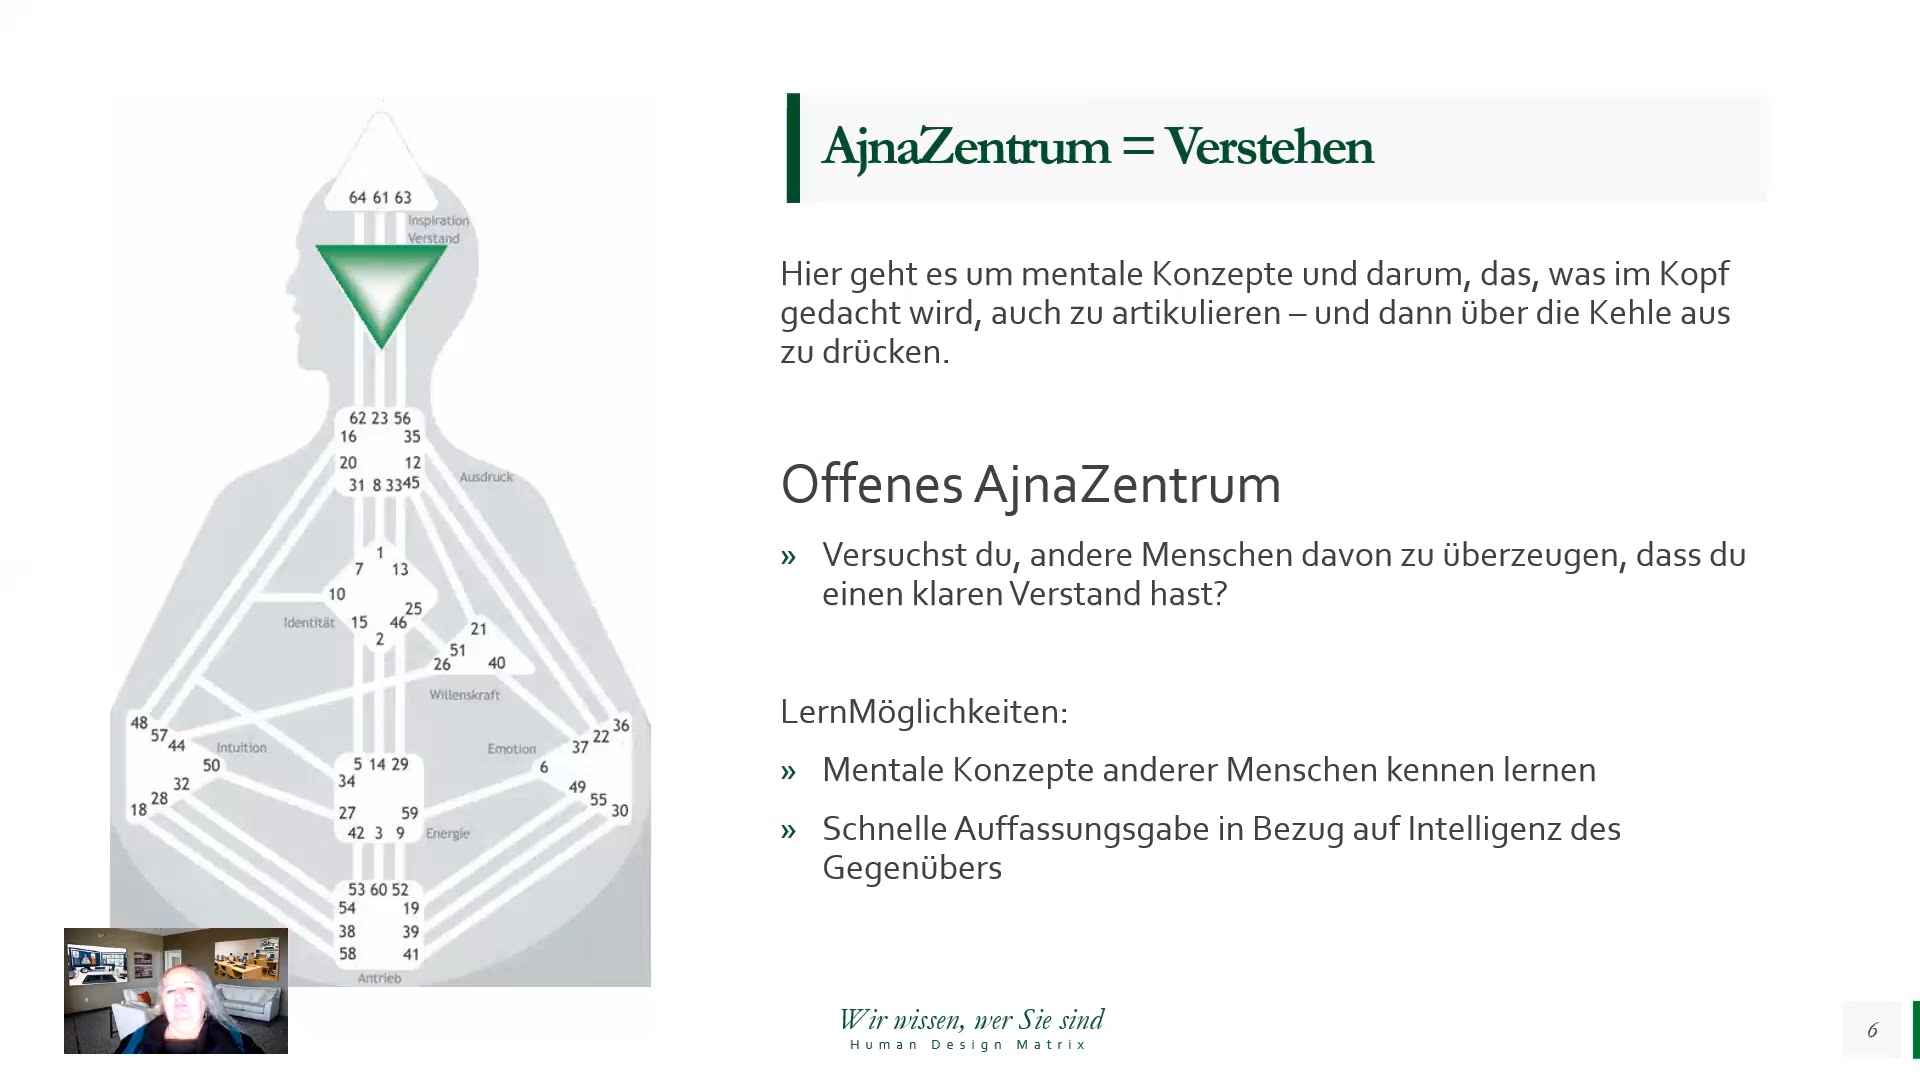 AjnaZentrum = Verstehen
Hier geht es um mentale Konzepte und darum, das, was im Kopf
gedacht wird, auch zu artikulieren – und dann über die Kehle aus
zu drücken.
Offenes AjnaZentrum
» Versuchst du, andere Menschen davon zu überzeugen, dass du
einen klaren Verstand hast?
LernMöglichkeiten:
» Mentale Konzepte anderer Menschen kennen lernen
» Schnelle Auffassungsgabe in Bezug auf Intelligenz des
Gegenübers
64 61 63
Inspiration
Verstand
62 23 56
16 35
20 12
31 8 33 45
Ausdruck
1
7 13
10
25
Identität 15 46
2
21
51
26 40
Willenskraft
48
57
44
Intuition
50
32
28
18
36
22
37
Emotion
6
49
55
30
5 14 29
34
27 59
42 3 9
Energie
53 60 52
54 19
38 39
58 41
Antrieb
Wir wissen, wer Sie sind
Human Design Matrix
6